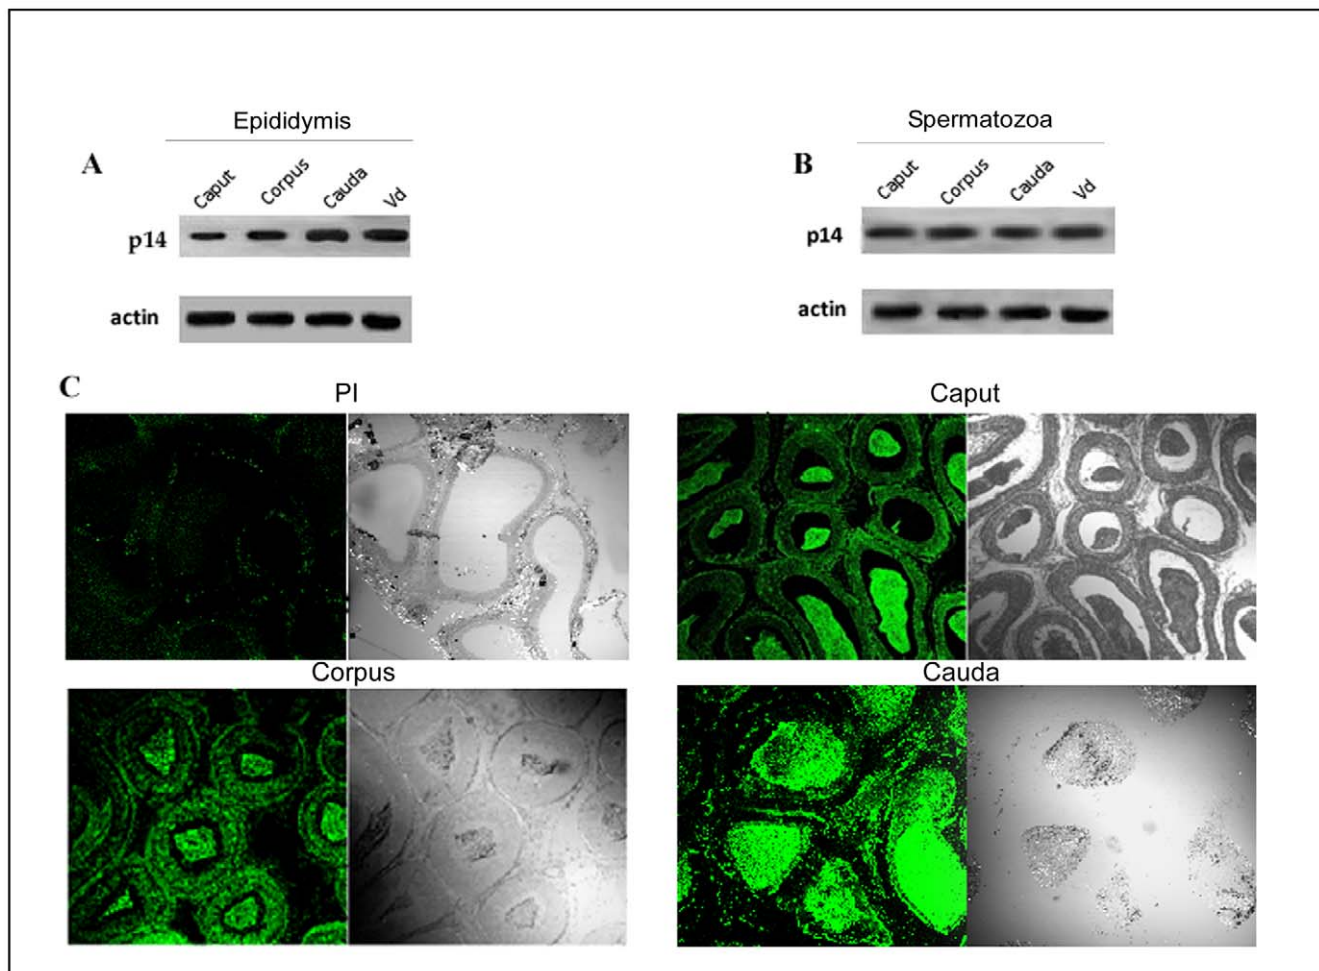 Epididymis
A
Caput Corpus Cauda Vd
p14
actin
Spermatozoa
B
Caput Corpus Cauda Vd
p14
actin
C
PI
Caput
Corpus
Cauda